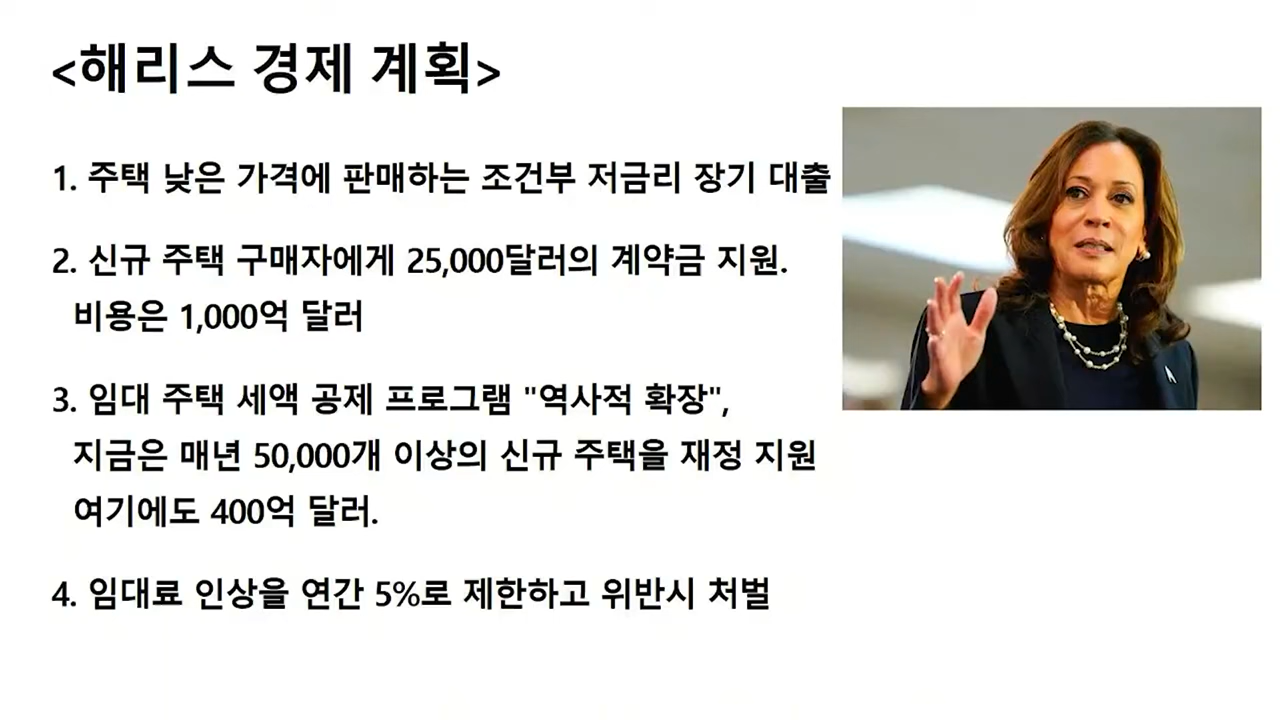 <해리스 경제 계획>
1. 주택 낮은 가격에 판매하는 조건부 저금리 장기 대출
2. 신규 주택 구매자에게 25,000달러의 계약금 지원.
비용은 1,000억 달러
3. 임대 주택 세액 공제 프로그램 "역사적 확장",
지금은 매년 50,000개 이상의 신규 주택을 재정 지원
여기에도 400억 달러.
4. 임대료 인상을 연간 5%로 제한하고 위반시 처벌